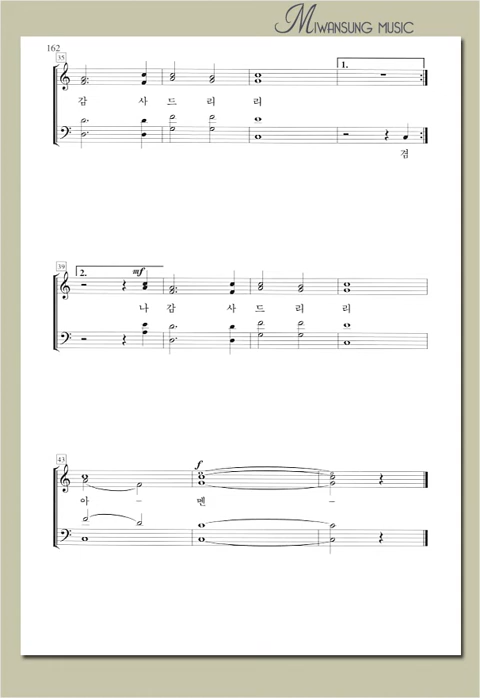 MIWANSUNG MUSIC
162
35
1.
감 사 드 리 리
겸
39
2.
mf
나 감 사 드 리 리
43
f
아 - 멘 -